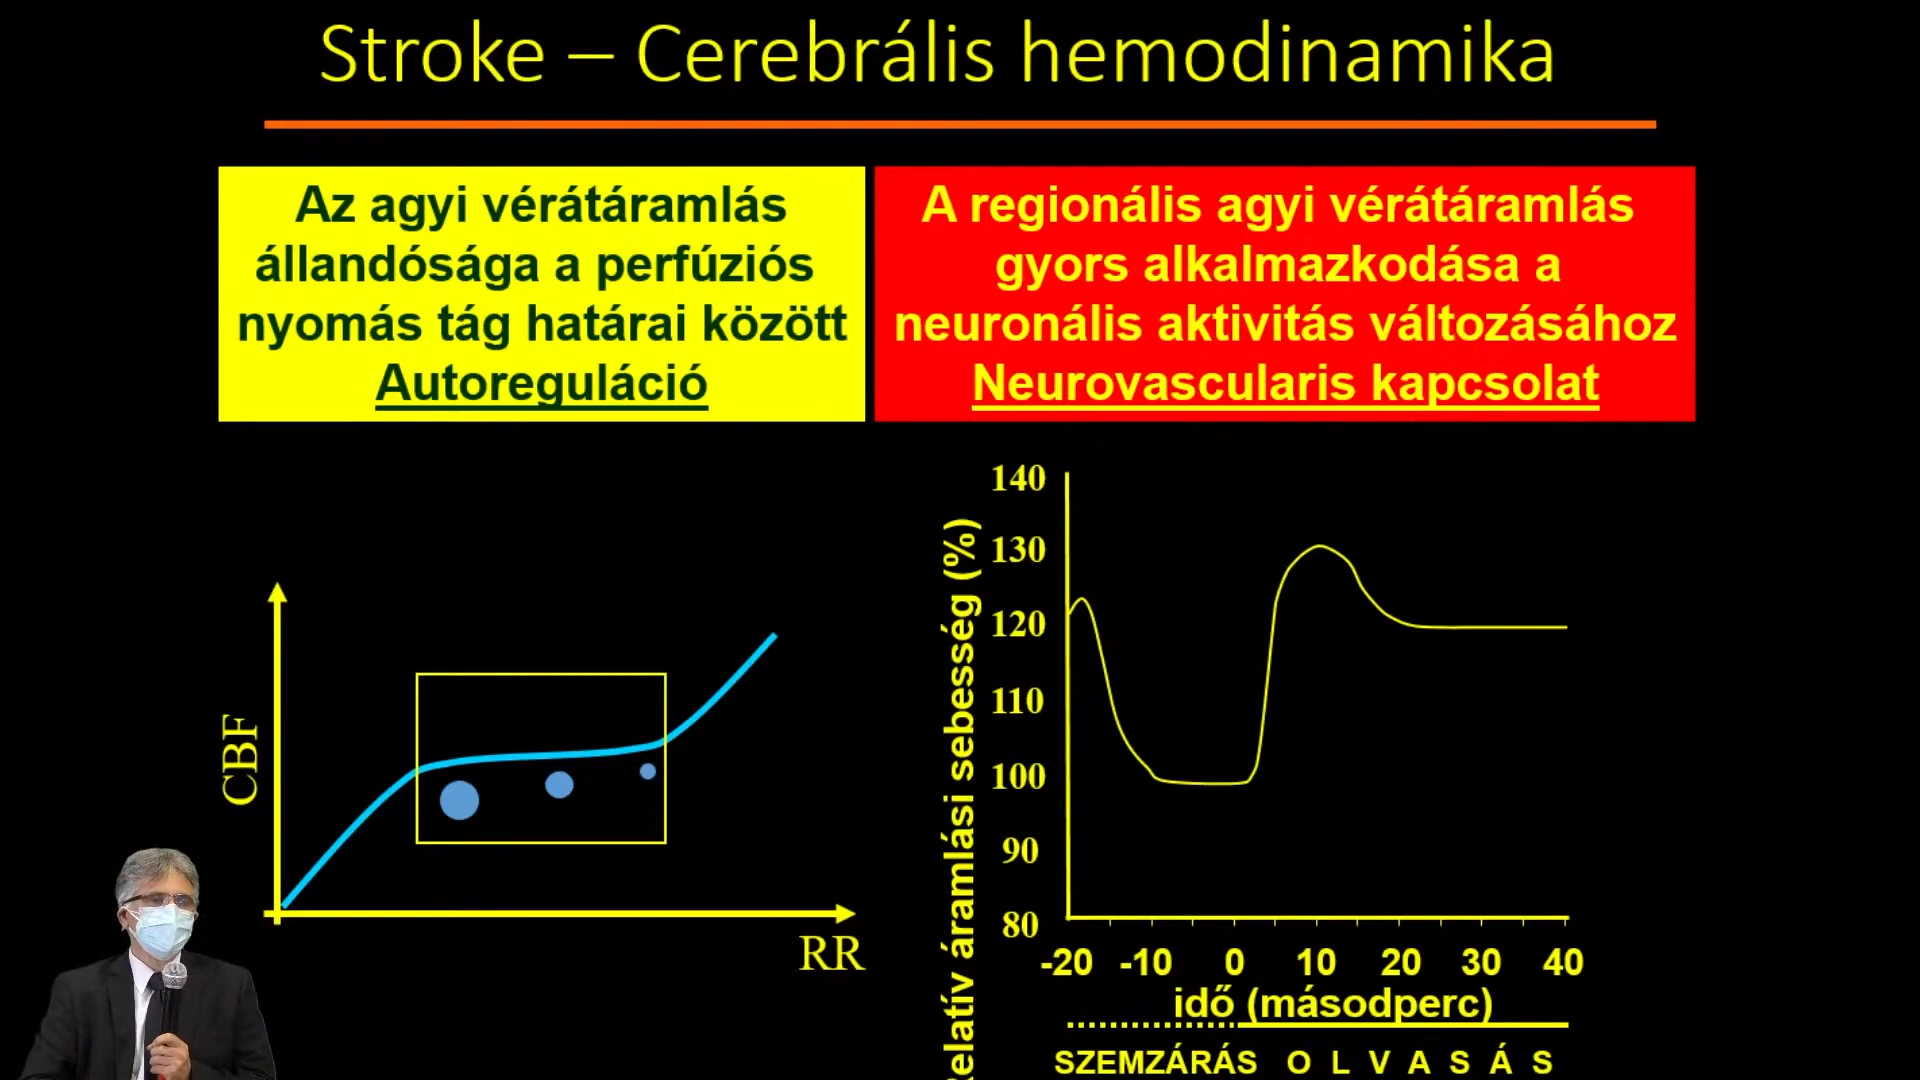 Stroke – Cerebrális hemodinamika
Az agyi vérátáramlás
állandósága a perfúziós
nyomás tág határai között
Autoreguláció
A regionális agyi vérátáramlás
gyors alkalmazkodása a
neuronális aktivitás változásához
Neurovascularis kapcsolat
CBF
RR
áramlási sebesség (%)
140
130
120
110
100
90
80
-20 -10 0 10 20 30 40
idő (másodperc)
SZEMZÁRÁS O L V A S Á S